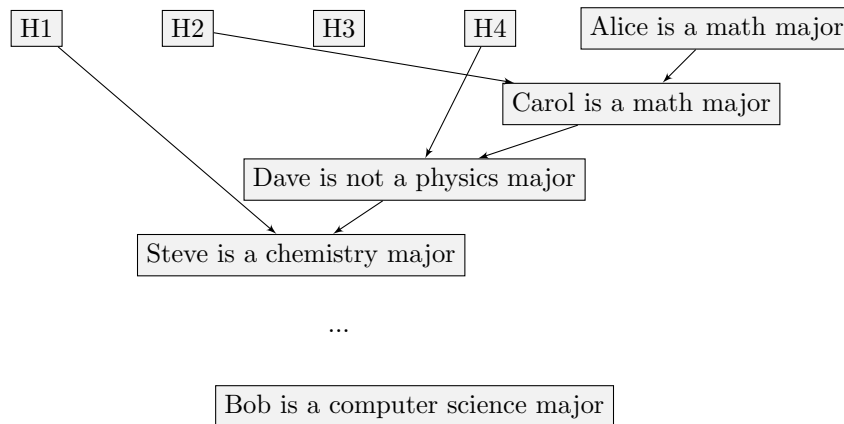 H1 H2 H3 H4 Alice is a math major
Carol is a math major
Dave is not a physics major
Steve is a chemistry major
...
Bob is a computer science major